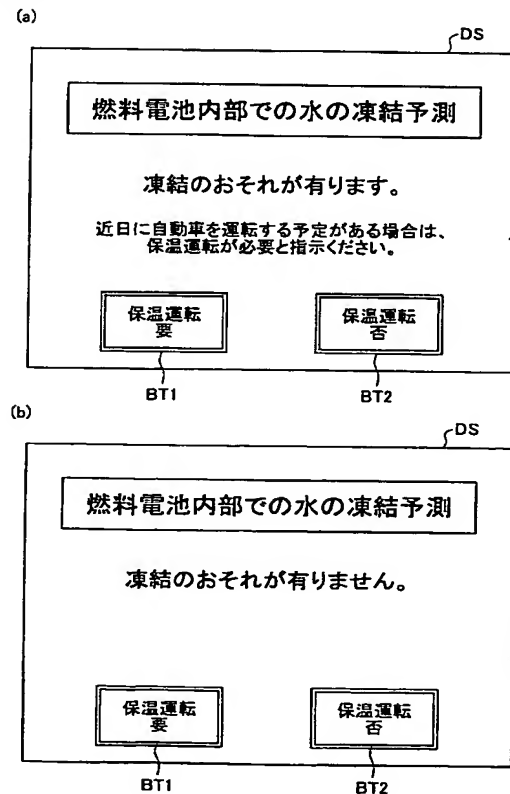 (a)
DS
燃料電池内部での水の凍結予測
凍結のおそれが有ります。
近日に自動車を運転する予定がある場合は、
保温運転が必要と指示ください。
保温運転
要
保温運転
否
BT1
BT2
(b)
DS
燃料電池内部での水の凍結予測
凍結のおそれが有りません。
保温運転
要
保温運転
否
BT1
BT2